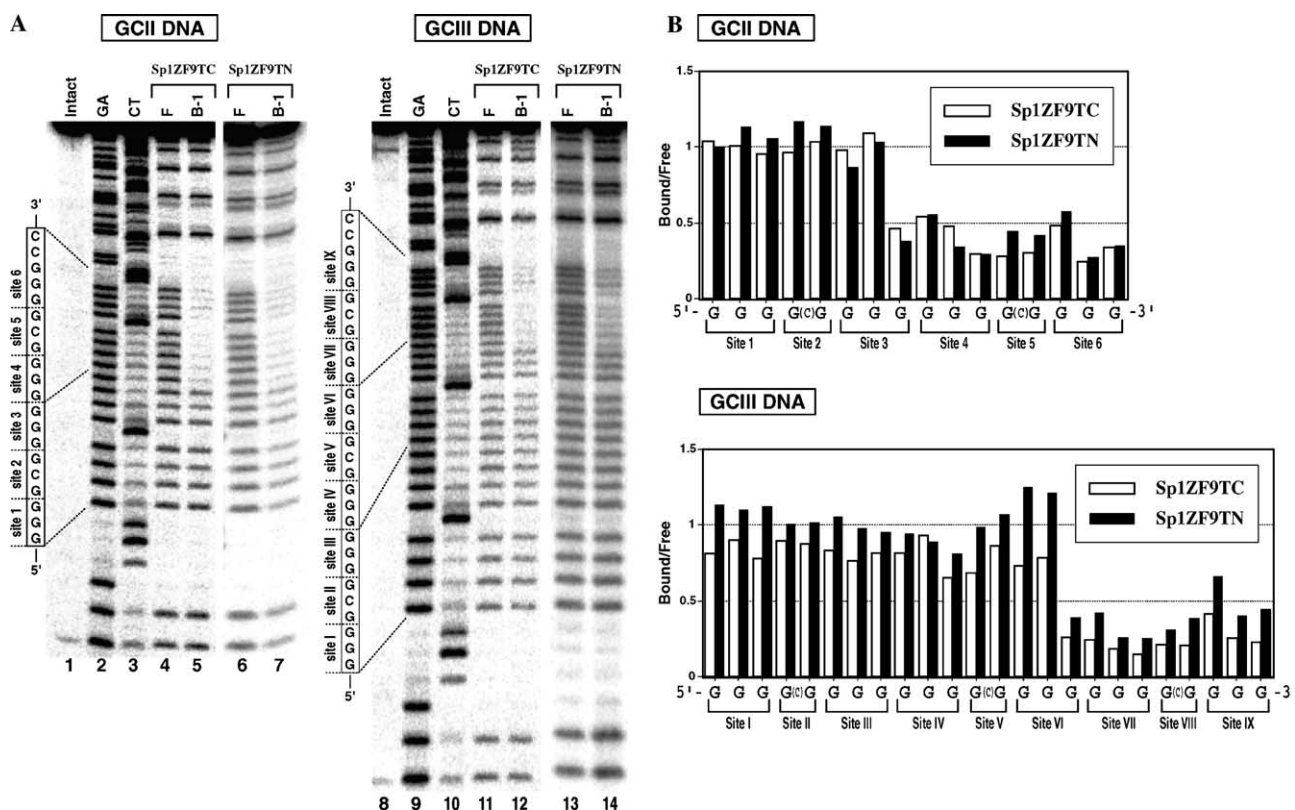 A
GCII DNA
Sp1ZF9TC
Sp1ZF9TN
Intact
GA
CT
F
B-1
F
B-1
3'
C
C
G
G
G
G
C
G
G
G
G
G
G
G
G
C
G
G
G
G
5'
site 6
site 5
site 4
site 3
site 2
site 1
1 2 3 4 5 6 7
GCIII DNA
Sp1ZF9TC
Sp1ZF9TN
Intact
GA
CT
F
B-1
F
B-1
3'
C
C
G
G
G
G
C
G
G
G
G
G
G
G
G
C
G
G
G
G
G
G
G
G
C
G
G
G
G
5'
site IX
site VIII
site VII
site VI
site V
site IV
site III
site II
site I
8 9 10 11 12 13 14
B
GCII DNA
Bound/Free
1.5
1
0.5
0
Sp1ZF9TC
Sp1ZF9TN
5'- G G G G(C)G G G G G G G G(C)G G G G -3'
Site 1 Site 2 Site 3 Site 4 Site 5 Site 6
GCIII DNA
Bound/Free
1.5
1
0.5
0
Sp1ZF9TC
Sp1ZF9TN
5'- G G G G(C)G G G G G G G G(C)G G G G G G G G(C)G G G G -3
Site I Site II Site III Site IV Site V Site VI Site VII Site VIII Site IX